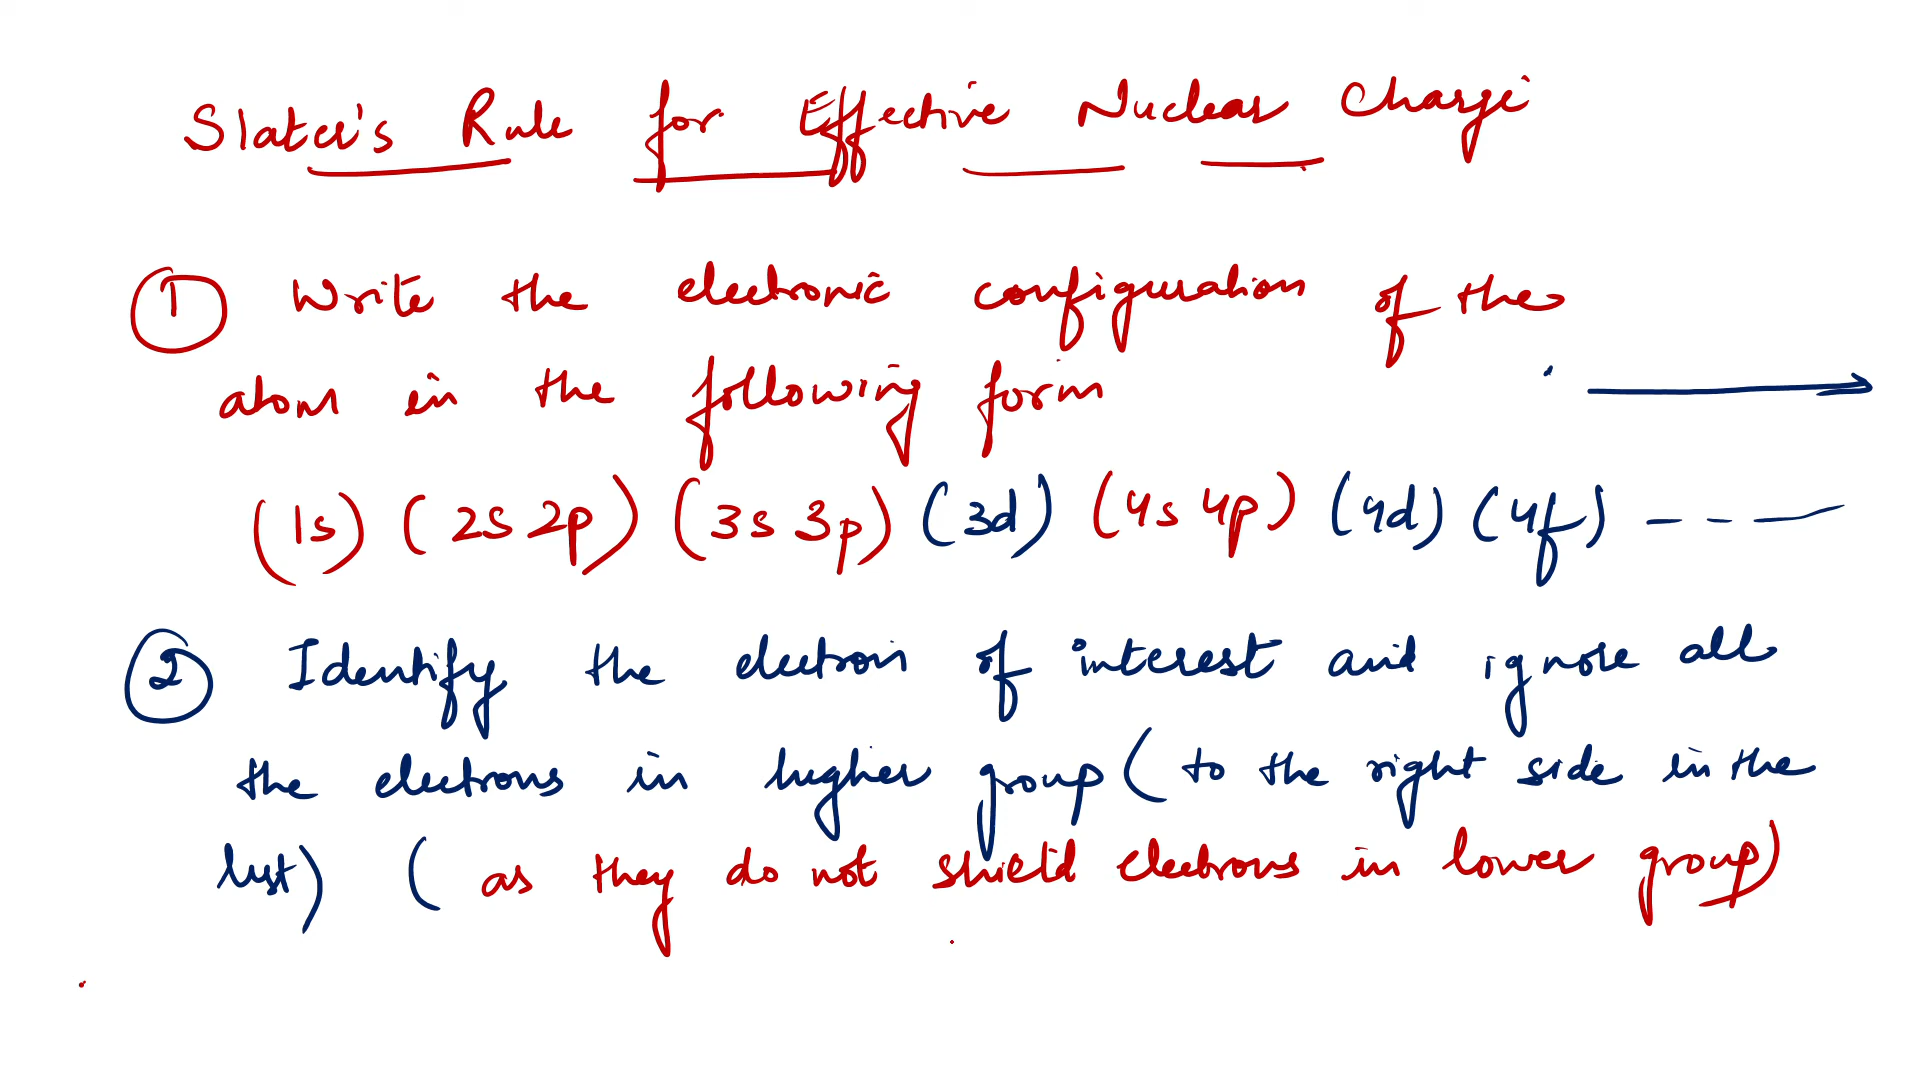 Slater's Rule for Effective Nuclear Charge
① Write the electronic configuration of the
atom in the following form
(1s) (2s 2p) (3s 3p) (3d) (4s 4p) (4d) (4f) ----
② Identify the electron of interest and ignore all
the electrons in higher group (to the right side in the
list) (as they do not shield electrons in lower group)